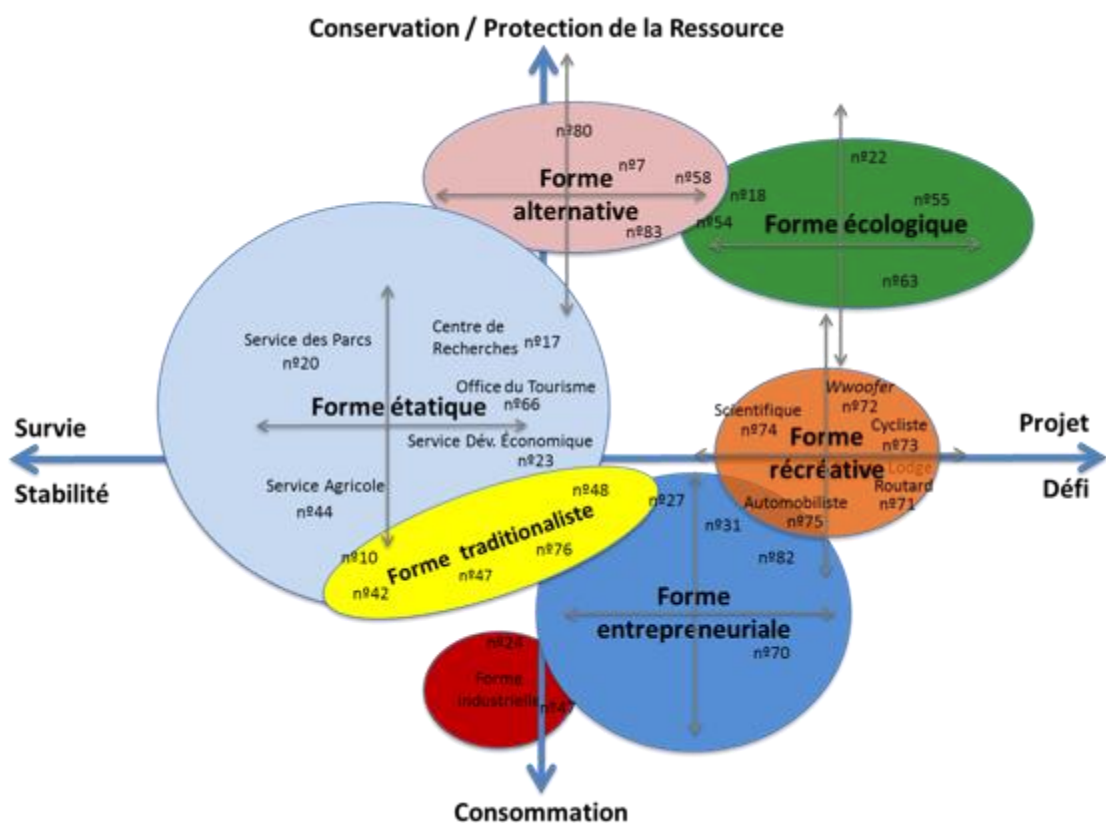 Conservation / Protection de la Ressource
nº80
nº7
nº58
Forme
alternative
nº83
nº22
nº18
nº55
nº54
Forme écologique
nº63
Service des Parcs
nº20
Centre de
Recherches
nº17
Office du Tourisme
nº66
Forme étatique
Service Dév. Économique
nº23
Service Agricole
nº44
Survie
Stabilité
Projet
Défi
Wwoofer
nº72
Scientifique
nº74
Cycliste
nº73
Forme
récréative
Lodge
Routard
nº71
Automobiliste
nº75
nº48
nº27
nº31
nº10
Forme traditionaliste
nº76
nº47
nº42
nº82
Forme
entrepreneuriale
nº70
nº24
Forme
industrielle
nº47
Consommation